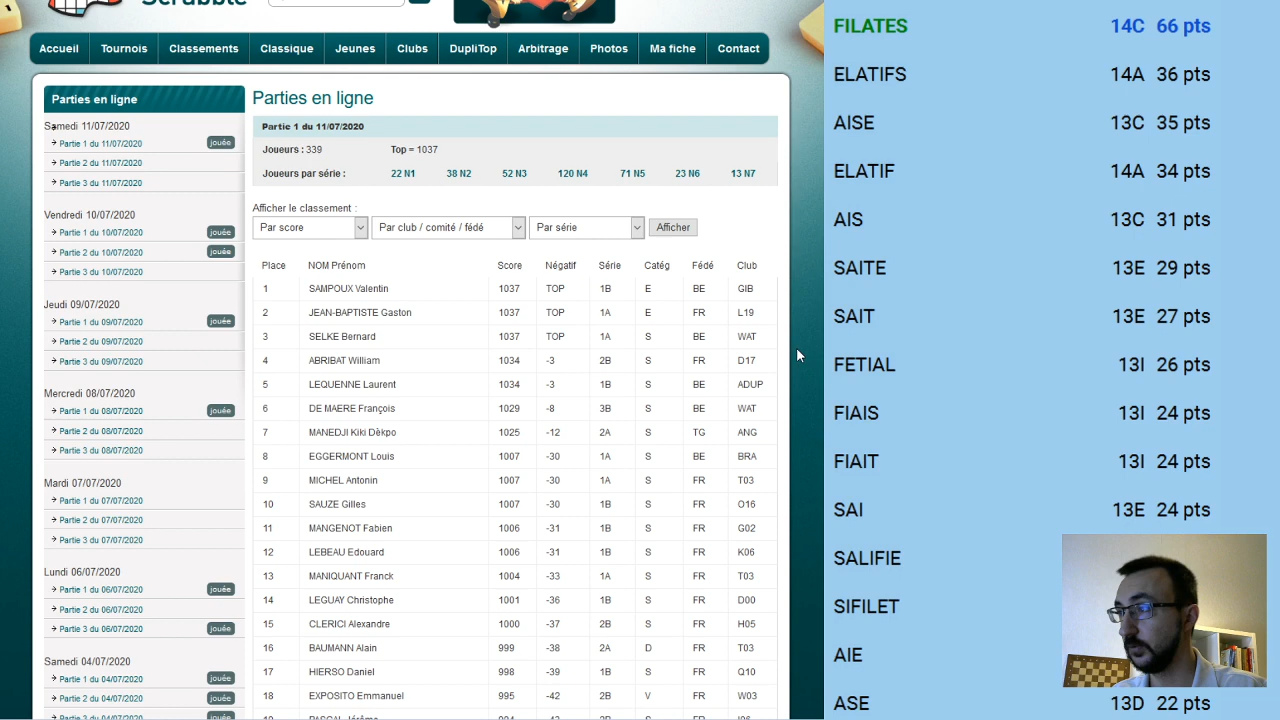 Scrabble
Accueil
Tournois
Classements
Classique
Jeunes
Clubs
DupliTop
Arbitrage
Photos
Ma fiche
Contact
Parties en ligne
Samedi 11/07/2020
Partie 1 du 11/07/2020 jouée
Partie 2 du 11/07/2020
Partie 3 du 11/07/2020
Vendredi 10/07/2020
Partie 1 du 10/07/2020 jouée
Partie 2 du 10/07/2020 jouée
Partie 3 du 10/07/2020
Jeudi 09/07/2020
Partie 1 du 09/07/2020 jouée
Partie 2 du 09/07/2020
Partie 3 du 09/07/2020
Mercredi 08/07/2020
Partie 1 du 08/07/2020 jouée
Partie 2 du 08/07/2020
Partie 3 du 08/07/2020
Mardi 07/07/2020
Partie 1 du 07/07/2020
Partie 2 du 07/07/2020
Partie 3 du 07/07/2020
Lundi 06/07/2020
Partie 1 du 06/07/2020 jouée
Partie 2 du 06/07/2020
Partie 3 du 06/07/2020 jouée
Samedi 04/07/2020
Partie 1 du 04/07/2020 jouée
Partie 2 du 04/07/2020 jouée
Partie 3 du 04/07/2020 jouée
Parties en ligne
Partie 1 du 11/07/2020
Joueurs : 339 Top = 1037
Joueurs par série : 22 N1 38 N2 52 N3 120 N4 71 N5 23 N6 13 N7
Afficher le classement :
Par score Par club / comité / fédé Par série Afficher
Place NOM Prénom Score Négatif Série Catég Fédé Club
1 SAMPOUX Valentin 1037 TOP 1B E BE GIB
2 JEAN-BAPTISTE Gaston 1037 TOP 1A E FR L19
3 SELKE Bernard 1037 TOP 1A S BE WAT
4 ABRIBAT William 1034 -3 2B S FR D17
5 LEQUENNE Laurent 1034 -3 1B S BE ADUP
6 DE MAERE François 1029 -8 3B S BE WAT
7 MANEDJI Kiki Dèkpo 1025 -12 2A S TG ANG
8 EGGERMONT Louis 1007 -30 1A S BE BRA
9 MICHEL Antonin 1007 -30 1A S FR T03
10 SAUZE Gilles 1007 -30 1B S FR O16
11 MANGENOT Fabien 1006 -31 1B S FR G02
12 LEBEAU Edouard 1006 -31 1B S FR K06
13 MANIQUANT Franck 1004 -33 1A S FR T03
14 LEGUAY Christophe 1001 -36 1B S FR D00
15 CLERICI Alexandre 1000 -37 2B S FR H05
16 BAUMANN Alain 999 -38 2A D FR T03
17 HIERSO Daniel 998 -39 1B S FR Q10
18 EXPOSITO Emmanuel 995 -42 2B V FR W03
FILATES 14C 66 pts
ELATIFS 14A 36 pts
AISE 13C 35 pts
ELATIF 14A 34 pts
AIS 13C 31 pts
SAITE 13E 29 pts
SAIT 13E 27 pts
FETIAL 13I 26 pts
FIAIS 13I 24 pts
FIAIT 13I 24 pts
SAI 13E 24 pts
SALIFIE
SIFILET
AIE
ASE 13D 22 pts